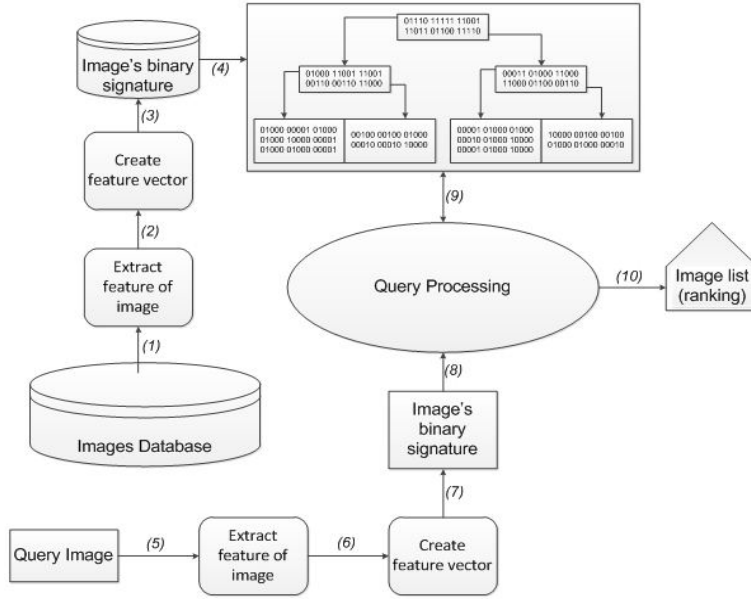 01110 11111 11001
11011 01100 11110
Image's binary
signature
(4)
01000 11001 11001
00110 00110 11000
00011 01000 11000
11000 01100 00110
(3)
01000 00001 01000
01000 10000 00001
01000 01000 00001
00100 00100 01000
00010 00010 10000
00001 01000 01000
00010 01000 10000
00001 01000 10000
10000 00100 00100
01000 01000 00010
Create
feature vector
(9)
(2)
Extract
feature of
image
Query Processing
(10)
Image list
(ranking)
(1)
(8)
Images Database
Image's
binary
signature
(7)
Query Image
(5)
Extract
feature of
image
(6)
Create
feature vector